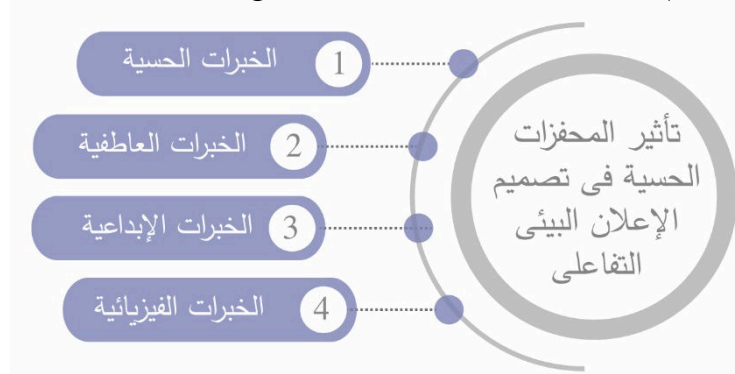 تأثير المحفزات
الحسية فى تصميم
الإعلان البيئى
التفاعلى
1 الخبرات الحسية
2 الخبرات العاطفية
3 الخبرات الإبداعية
4 الخبرات الفيزيائية